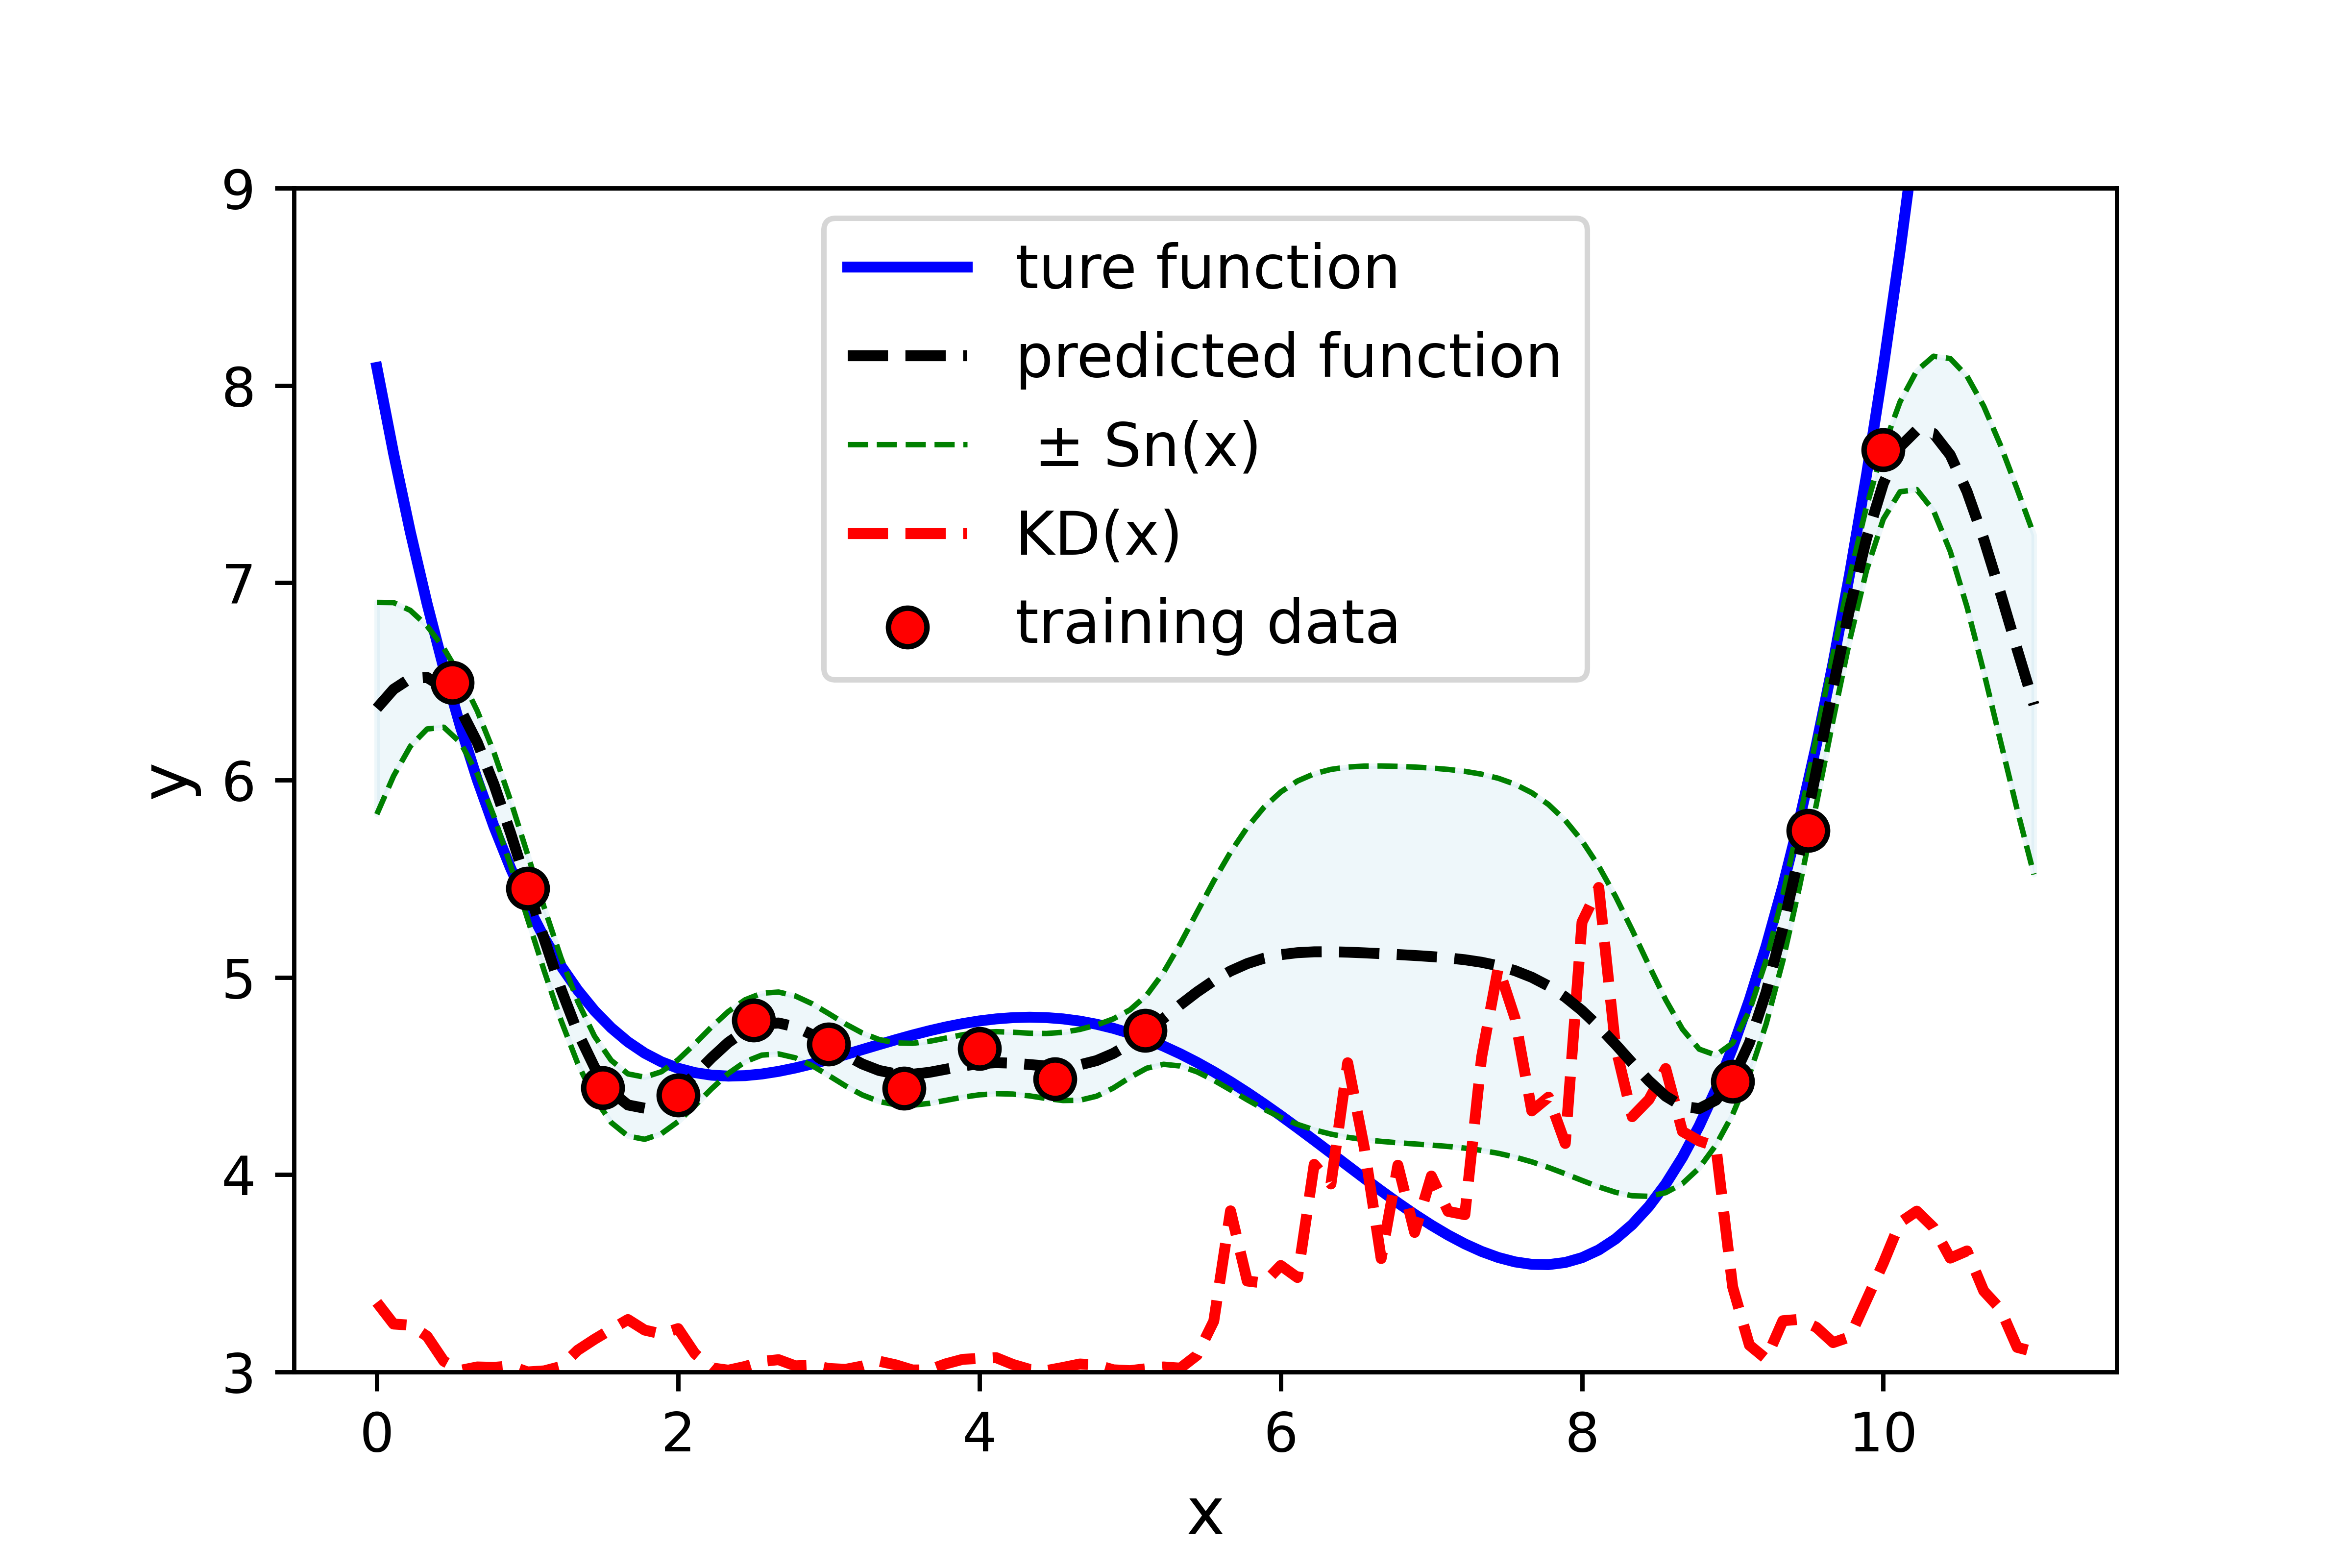 9
8
7
6
5
4
3
y
ture function
predicted function
± Sn(x)
KD(x)
training data
0 2 4 6 8 10
x